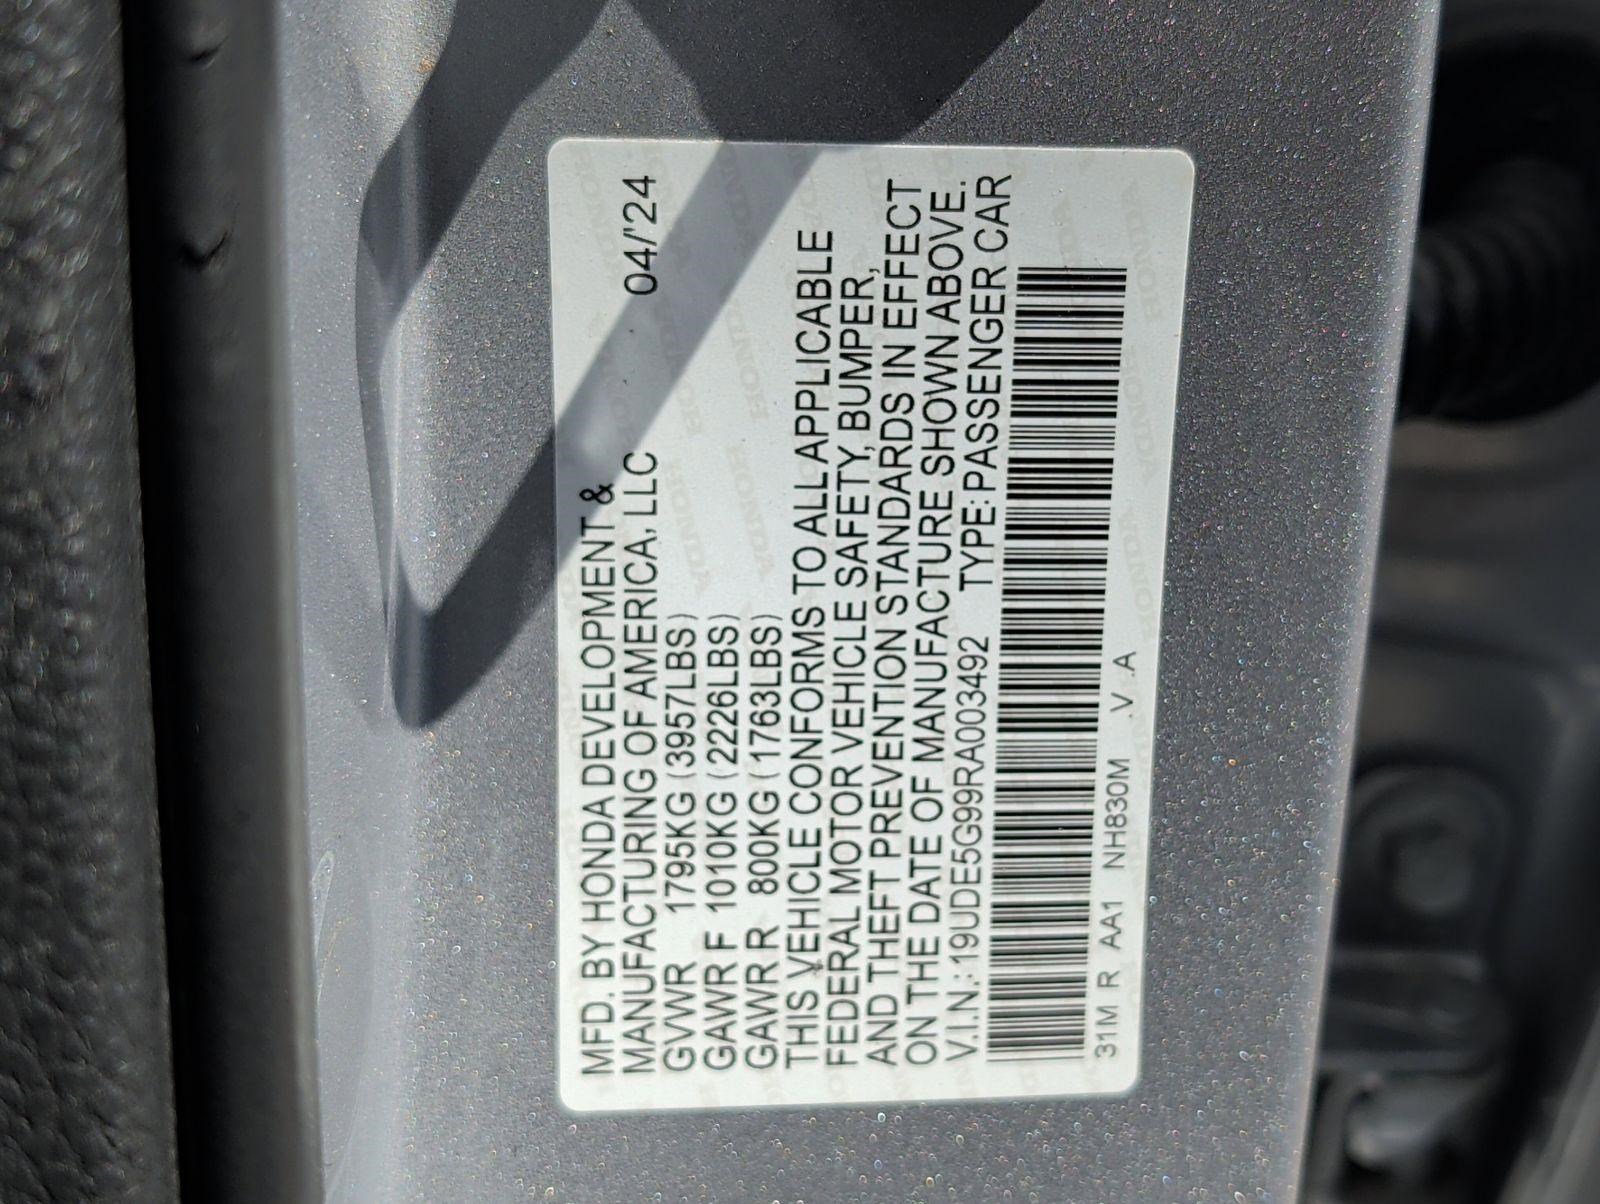 MFD. BY HONDA DEVELOPMENT &
MANUFACTURING OF AMERICA, LLC 04/'24
GVWR 1795KG (3957LBS)
GAWR F 1010KG (2226LBS)
GAWR R 800KG (1763LBS)
THIS VEHICLE CONFORMS TO ALL APPLICABLE
FEDERAL MOTOR VEHICLE SAFETY, BUMPER,
AND THEFT PREVENTION STANDARDS IN EFFECT
ON THE DATE OF MANUFACTURE SHOWN ABOVE.
V.I.N.: 19UDE5G99RA003492 TYPE: PASSENGER CAR
31M R AA1 NH830M .V .A